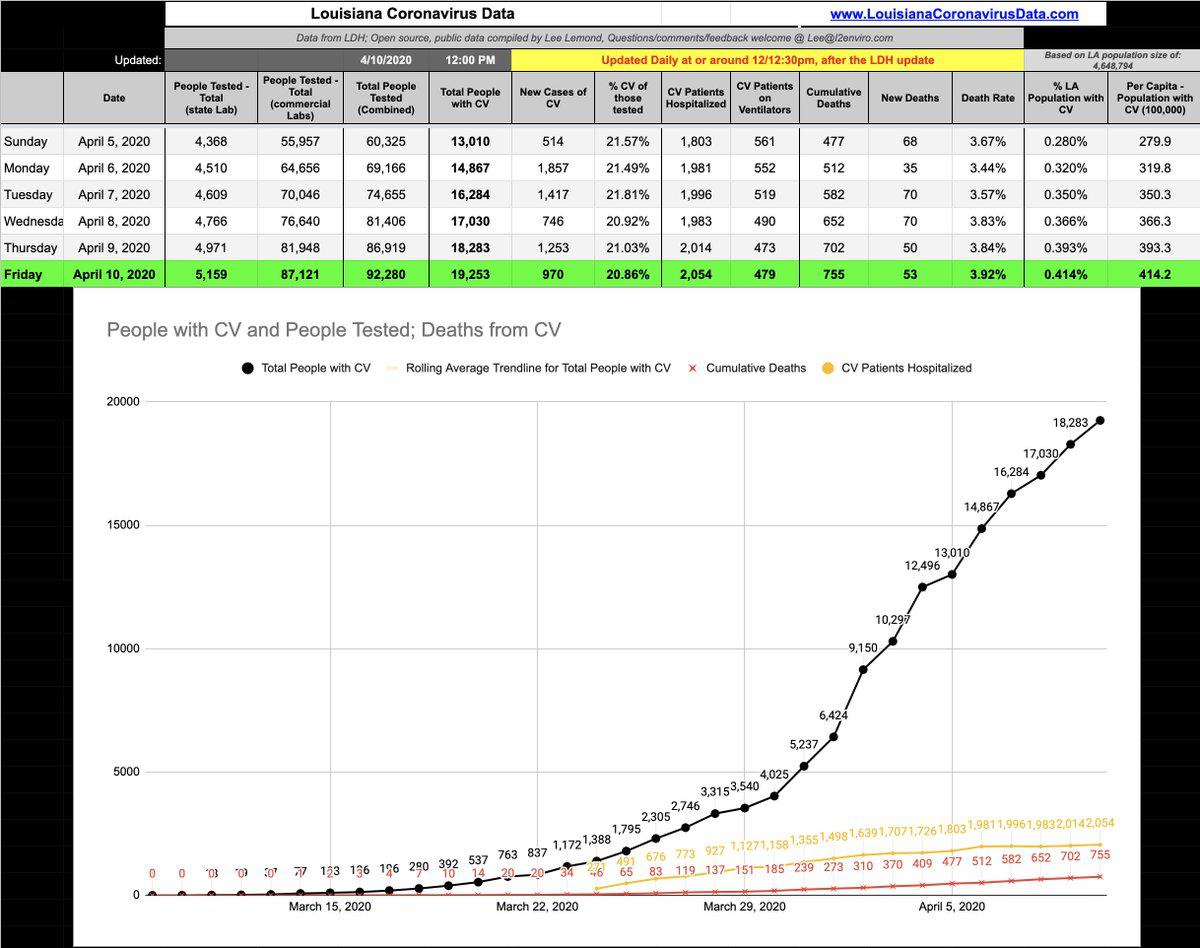 Louisiana Coronavirus Data www.LouisianaCoronavirusData.com
Data from LDH; Open source, public data compiled by Lee Lemond, Questions/comments/feedback welcome @ Lee@l2enviro.com
Updated: 4/10/2020 12:00 PM Updated Daily at or around 12/12:30pm, after the LDH update Based on LA population size of: 4,648,794
Date People Tested - Total (state Lab) People Tested - Total (commercial Labs) Total People Tested (Combined) Total People with CV New Cases of CV % CV of those tested CV Patients Hospitalized CV Patients on Ventilators Cumulative Deaths New Deaths Death Rate % LA Population with CV Per Capita - Population with CV (100,000)
Sunday April 5, 2020 4,368 55,957 60,325 13,010 514 21.57% 1,803 561 477 68 3.67% 0.280% 279.9
Monday April 6, 2020 4,510 64,656 69,166 14,867 1,857 21.49% 1,981 552 512 35 3.44% 0.320% 319.8
Tuesday April 7, 2020 4,609 70,046 74,655 16,284 1,417 21.81% 1,996 519 582 70 3.57% 0.350% 350.3
Wednesda April 8, 2020 4,766 76,640 81,406 17,030 746 20.92% 1,983 490 652 70 3.83% 0.366% 366.3
Thursday April 9, 2020 4,971 81,948 86,919 18,283 1,253 21.03% 2,014 473 702 50 3.84% 0.393% 393.3
Friday April 10, 2020 5,159 87,121 92,280 19,253 970 20.86% 2,054 479 755 53 3.92% 0.414% 414.2
People with CV and People Tested; Deaths from CV
Total People with CV Rolling Average Trendline for Total People with CV Cumulative Deaths CV Patients Hospitalized
20000
15000
10000
5000
0
280 392 537 763 837 1,172 1,388 1,795 2,305 2,746 3,315 3,540 4,025 5,237 6,424 9,150 10,297 12,496 13,010 14,867 16,284 17,030 18,283
491 676 773 927 1,127 1,158 1,355 1,498 1,639 1,707 1,726 1,803 1,981 1,996 1,983 2,014 2,054
0 0 10 14 20 20 34 46 65 83 119 137 151 185 239 273 310 370 409 477 512 582 652 702 755
March 15, 2020 March 22, 2020 March 29, 2020 April 5, 2020